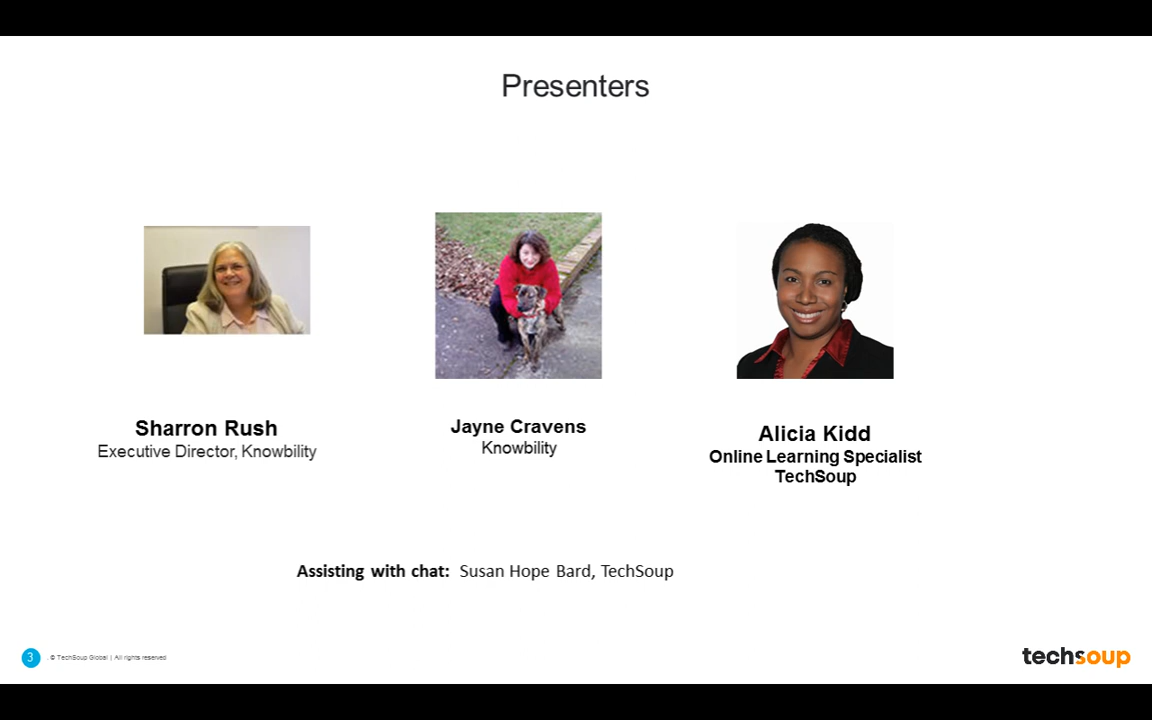 Presenters
Sharron Rush
Executive Director, Knowbility
Jayne Cravens
Knowbility
Alicia Kidd
Online Learning Specialist
TechSoup
Assisting with chat: Susan Hope Bard, TechSoup
3
© TechSoup Global | All rights reserved
techsoup